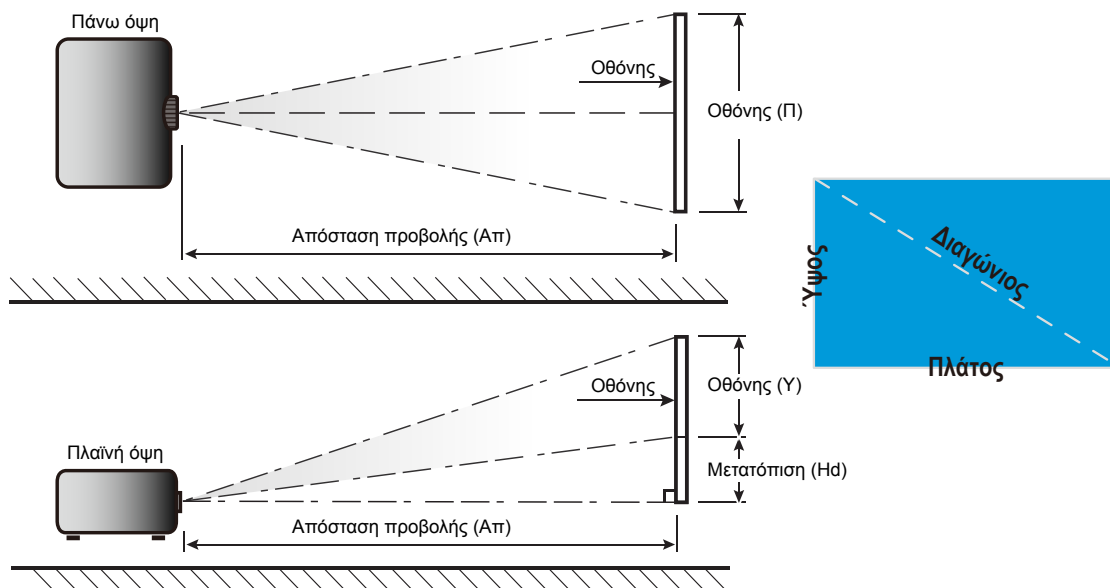 Πάνω όψη
Οθόνης
Οθόνης (Π)
Απόσταση προβολής (Απ)
Ύψος
Διαγώνιος
Πλάτος
Οθόνης
Οθόνης (Υ)
Πλαϊνή όψη
Μετατόπιση (Hd)
Απόσταση προβολής (Απ)